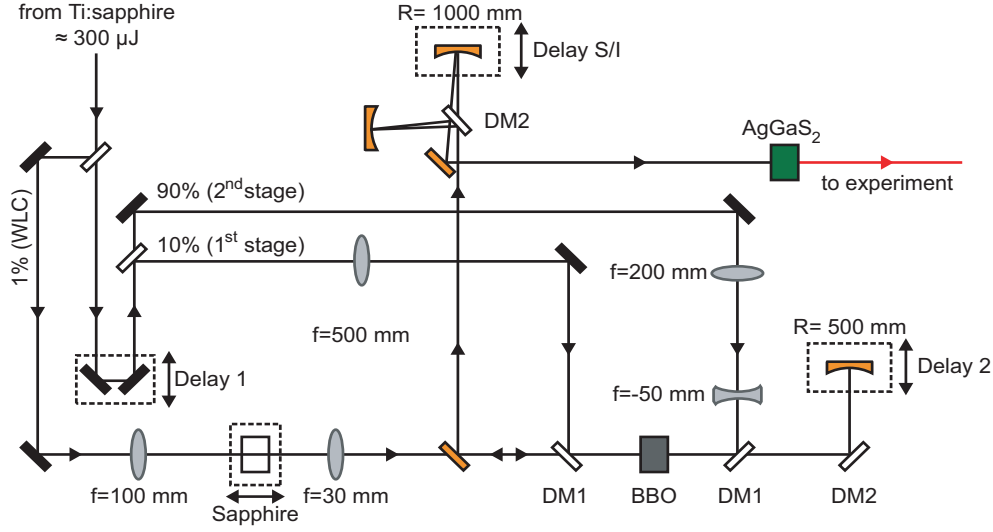 from Ti:sapphire
≈ 300 µJ
R= 1000 mm
Delay S/I
DM2
AgGaS₂
to experiment
1% (WLC)
90% (2ⁿᵈ stage)
10% (1ˢᵗ stage)
f=500 mm
f=200 mm
R= 500 mm
Delay 1
f=-50 mm
Delay 2
f=100 mm
Sapphire
f=30 mm
DM1
BBO
DM1
DM2